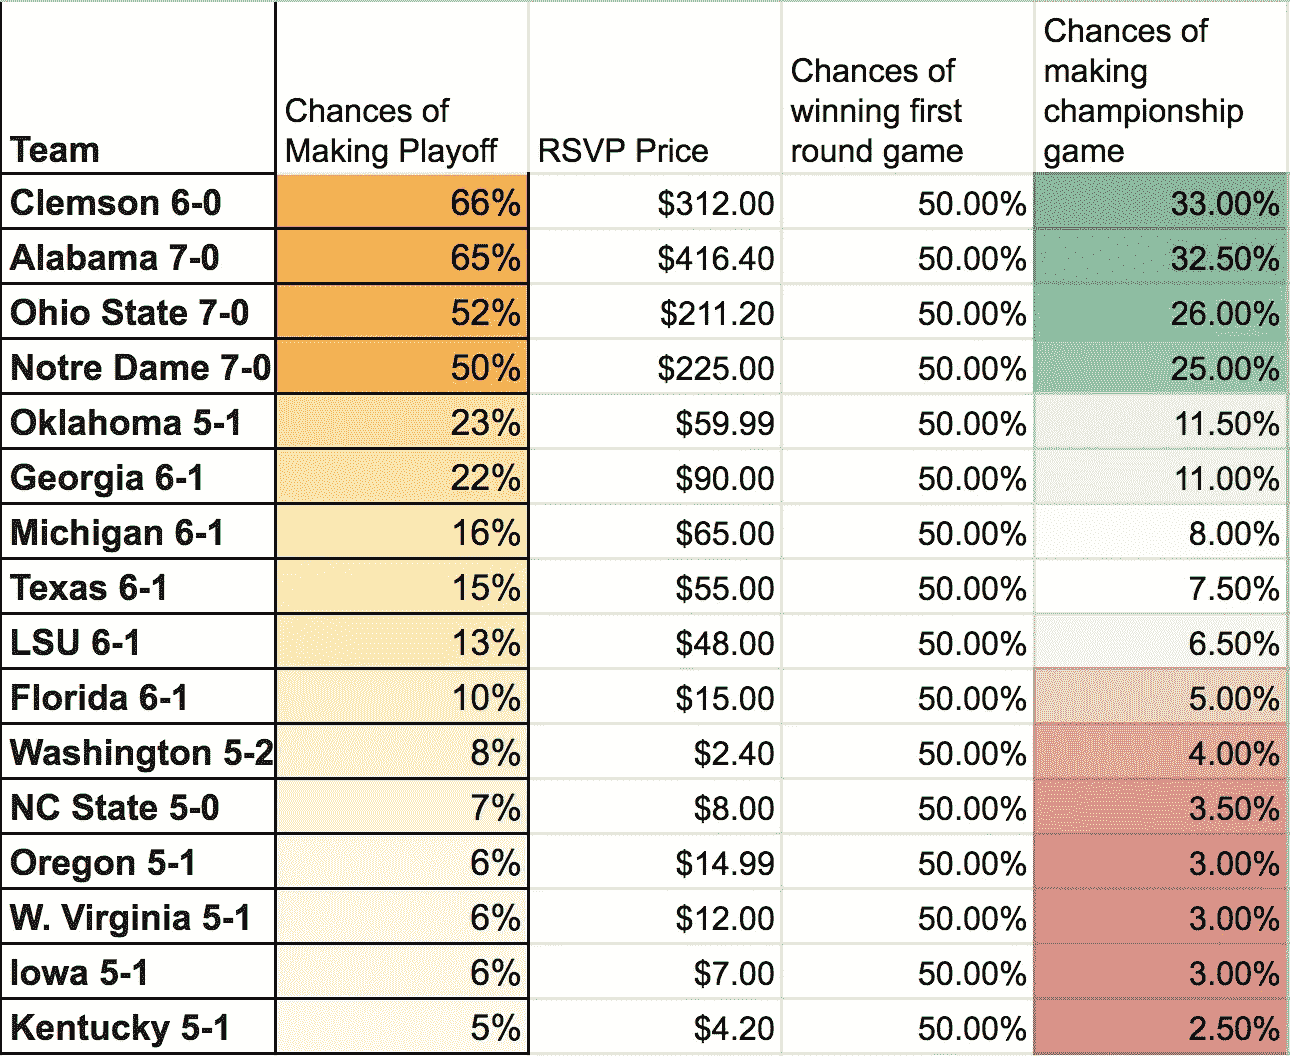 Team Chances of Making Playoff RSVP Price Chances of winning first round game Chances of making championship game
Clemson 6-0 66% $312.00 50.00% 33.00%
Alabama 7-0 65% $416.40 50.00% 32.50%
Ohio State 7-0 52% $211.20 50.00% 26.00%
Notre Dame 7-0 50% $225.00 50.00% 25.00%
Oklahoma 5-1 23% $59.99 50.00% 11.50%
Georgia 6-1 22% $90.00 50.00% 11.00%
Michigan 6-1 16% $65.00 50.00% 8.00%
Texas 6-1 15% $55.00 50.00% 7.50%
LSU 6-1 13% $48.00 50.00% 6.50%
Florida 6-1 10% $15.00 50.00% 5.00%
Washington 5-2 8% $2.40 50.00% 4.00%
NC State 5-0 7% $8.00 50.00% 3.50%
Oregon 5-1 6% $14.99 50.00% 3.00%
W. Virginia 5-1 6% $12.00 50.00% 3.00%
Iowa 5-1 6% $7.00 50.00% 3.00%
Kentucky 5-1 5% $4.20 50.00% 2.50%